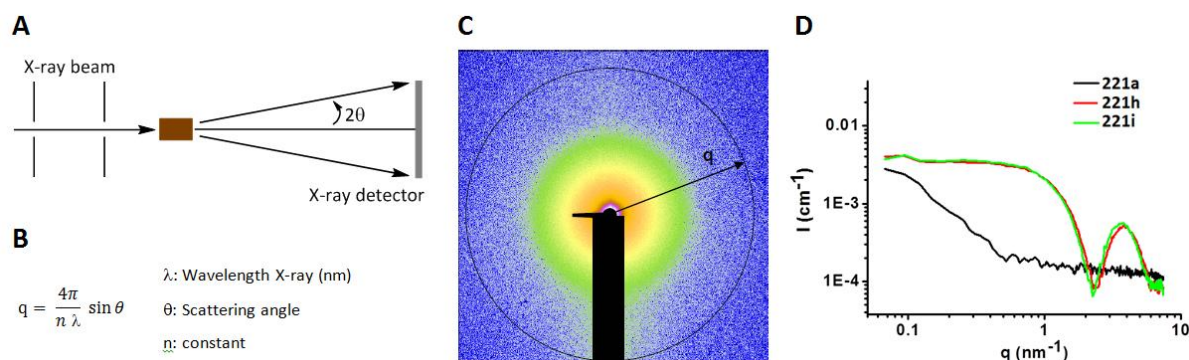 A
X-ray beam
2θ
X-ray detector
B
q = 4π / n λ sin θ
λ: Wavelength X-ray (nm)
θ: Scattering angle
n: constant
C
q
D
221a
221h
221i
0.01
1E-3
1E-4
I (cm⁻¹)
0.1 1 10
q (nm⁻¹)